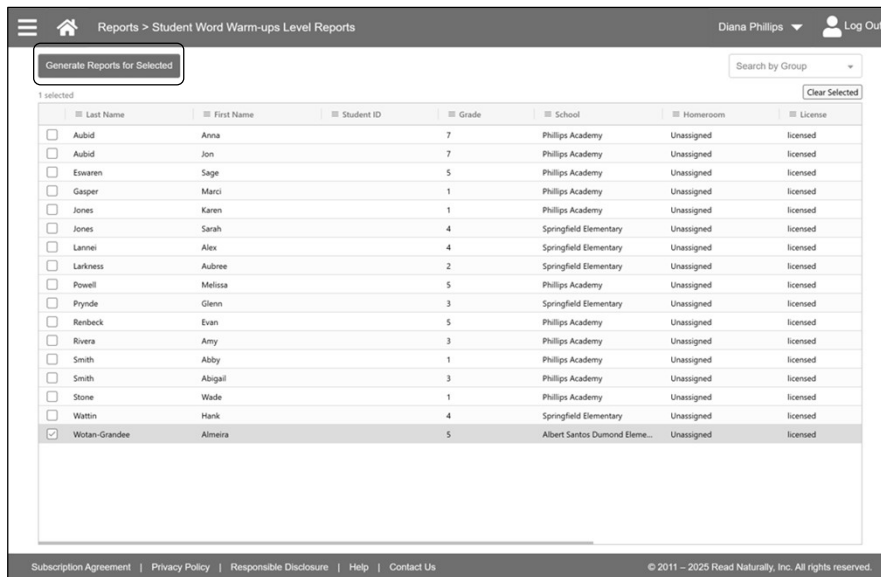 Reports > Student Word Warm-ups Level Reports Diana Phillips Log Out
Generate Reports for Selected Search by Group
1 selected Clear Selected
Last Name First Name Student ID Grade School Homeroom License
Aubid Anna 7 Phillips Academy Unassigned licensed
Aubid Jon 7 Phillips Academy Unassigned licensed
Eswaren Sage 5 Phillips Academy Unassigned licensed
Gasper Marci 1 Phillips Academy Unassigned licensed
Jones Karen 1 Phillips Academy Unassigned licensed
Jones Sarah 4 Springfield Elementary Unassigned licensed
Lannei Alex 4 Springfield Elementary Unassigned licensed
Larkness Aubree 2 Springfield Elementary Unassigned licensed
Powell Melissa 5 Phillips Academy Unassigned licensed
Prynde Glenn 3 Springfield Elementary Unassigned licensed
Renbeck Evan 5 Phillips Academy Unassigned licensed
Rivera Amy 3 Phillips Academy Unassigned licensed
Smith Abby 1 Phillips Academy Unassigned licensed
Smith Abigail 3 Phillips Academy Unassigned licensed
Stone Wade 1 Phillips Academy Unassigned licensed
Wattin Hank 4 Springfield Elementary Unassigned licensed
Wotan-Grandee Almeira 5 Albert Santos Dumond Eleme... Unassigned licensed
Subscription Agreement | Privacy Policy | Responsible Disclosure | Help | Contact Us © 2011 – 2025 Read Naturally, Inc. All rights reserved.